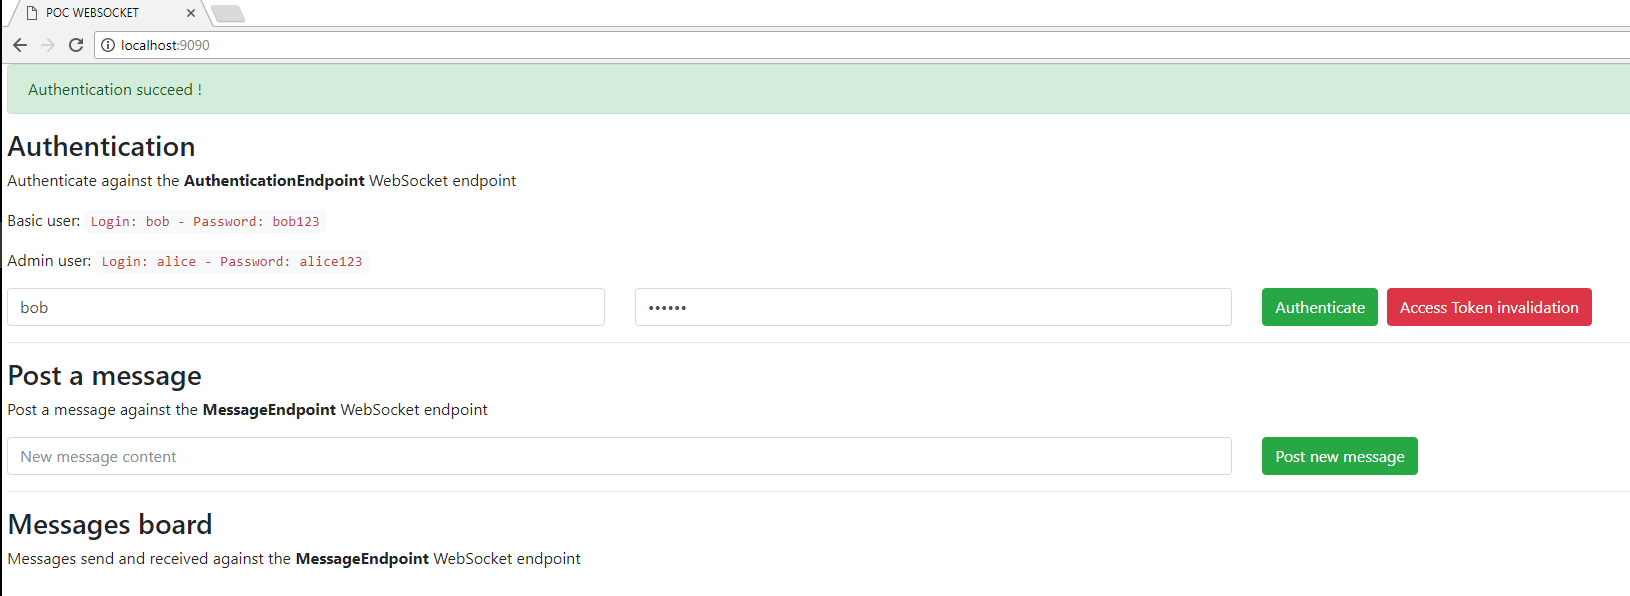 POC WEBSOCKET
localhost:9090
Authentication succeed !
Authentication
Authenticate against the AuthenticationEndpoint WebSocket endpoint
Basic user: Login: bob - Password: bob123
Admin user: Login: alice - Password: alice123
bob •••••• Authenticate Access Token invalidation
Post a message
Post a message against the MessageEndpoint WebSocket endpoint
New message content Post new message
Messages board
Messages send and received against the MessageEndpoint WebSocket endpoint